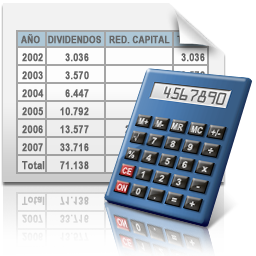 AÑO DIVIDENDOS RED. CAPITAL
2002 3.036 3.036
2003 3.570
2004 6.447
2005 10.792
2006 13.577
2007 33.716
Total 71.138
4567890
M- M- MR MC +/-
7 8 9
4 5 6
CE 1 2 3
ON 0